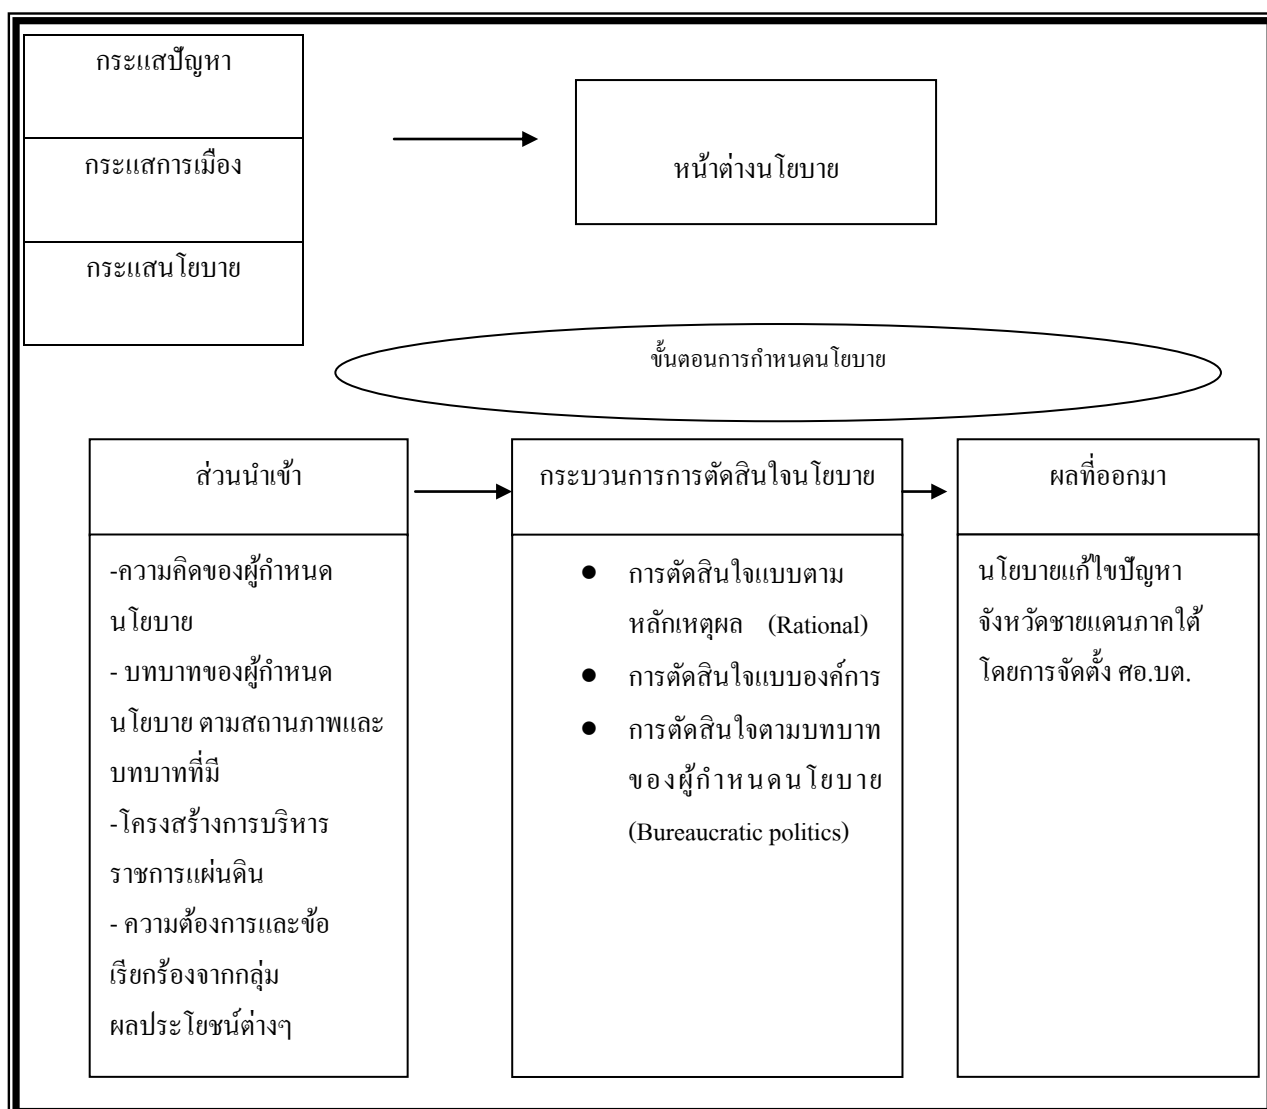 กระแสปัญหา
กระแสการเมือง
กระแสนโยบาย
หน้าต่างนโยบาย
ขั้นตอนการกำหนดนโยบาย
ส่วนนำเข้า
-ความคิดของผู้กำหนด
นโยบาย
- บทบาทของผู้กำหนด
นโยบาย ตามสถานภาพและ
บทบาทที่มี
-โครงสร้างการบริหาร
ราชการแผ่นดิน
- ความต้องการและข้อ
เรียกร้องจากกลุ่ม
ผลประโยชน์ต่างๆ
กระบวนการการตัดสินใจนโยบาย
● การตัดสินใจแบบตาม
หลักเหตุผล (Rational)
● การตัดสินใจแบบองค์การ
● การตัดสินใจตามบทบาท
ของผู้กำหนดนโยบาย
(Bureaucratic politics)
ผลที่ออกมา
นโยบายแก้ไขปัญหา
จังหวัดชายแดนภาคใต้
โดยการจัดตั้ง ศอ.บต.